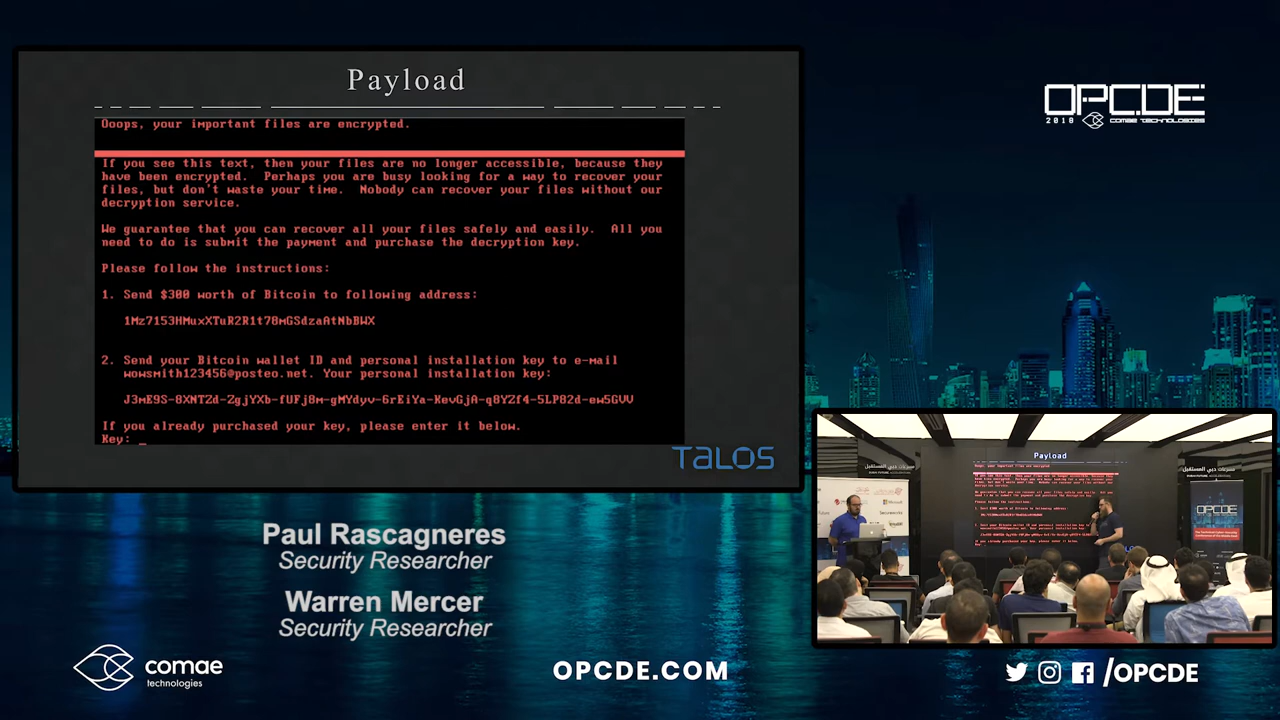 Payload
Ooops, your important files are encrypted.
If you see this text, then your files are no longer accessible, because they
have been encrypted.  Perhaps you are busy looking for a way to recover your
files, but don't waste your time.  Nobody can recover your files without our
decryption service.
We guarantee that you can recover all your files safely and easily.  All you
need to do is submit the payment and purchase the decryption key.
Please follow the instructions:
1. Send $300 worth of Bitcoin to following address:
1Mz7153HMuxXTuR2R1t78mGSdzaAtNbBWX
2. Send your Bitcoin wallet ID and personal installation key to e-mail
wowsmith123456@posteo.net. Your personal installation key:
J3mE9S-8XNTZd-2gjYXb-fUFj8m-gMYdyv-6rEiYa-KevGjA-q8YZf4-5LP82d-ew5GVV
If you already purchased your key, please enter it below.
Key: _
TALOS
OPCDE
2018 COMAE TECHNOLOGIES
Payload
OPCDE
Paul Rascagneres
Security Researcher
Warren Mercer
Security Researcher
comae
technologies
OPCDE.COM
/OPCDE